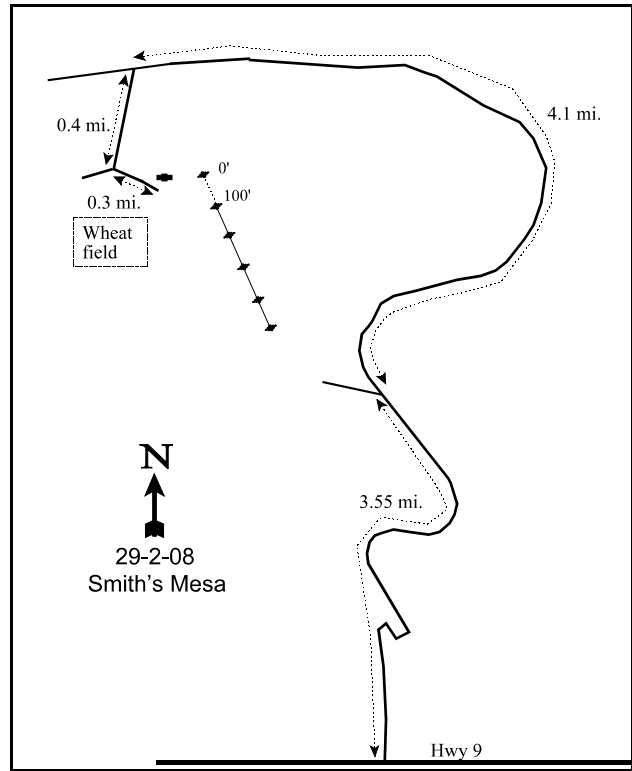 4.1 mi.
0.4 mi.
0'
100'
0.3 mi.
Wheat
field
N
3.55 mi.
29-2-08
Smith's Mesa
Hwy 9